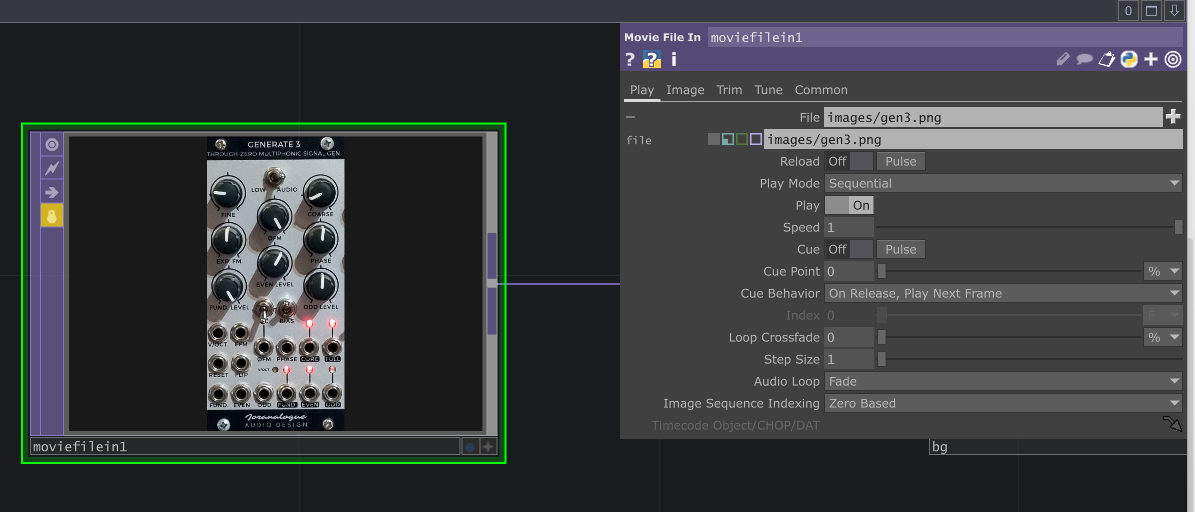 0
Movie File In moviefilein1
? ? i
Play Image Trim Tune Common
File images/gen3.png
file images/gen3.png
Reload Off Pulse
Play Mode Sequential
Play On
Speed 1
Cue Off Pulse
Cue Point 0 %
Cue Behavior On Release, Play Next Frame
Index 0 F
Loop Crossfade 0 %
Step Size 1
Audio Loop Fade
Image Sequence Indexing Zero Based
Timecode Object/CHOP/DAT
bg
GENERATE 3
THROUGH-ZERO MULTIPHONIC SIGNAL GEN
LOW AUDIO
FINE COARSE
ØFM
EXP. FM PHASE
EVEN LEVEL
FUND. LEVEL ODD LEVEL
BIAS
V/OCT EFM
ØFM PHASE CORE FULL
RESET FLIP
V/OCT
FUND. EVEN ODD FUND. EVEN ODD
Joranalogue
AUDIO DESIGN
moviefilein1